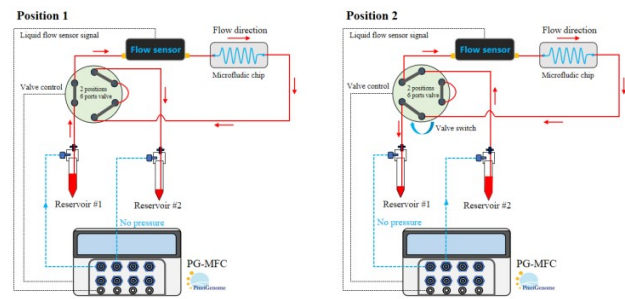 Position 1
Liquid flow sensor signal
Flow direction
Flow sensor
Microfludic chip
Valve control
2 positions
6 ports valve
Reservoir #1
Reservoir #2
No pressure
PG-MFC
PreciGenome
Position 2
Liquid flow sensor signal
Flow direction
Flow sensor
Microfludic chip
Valve control
2 positions
6 ports valve
Valve switch
Reservoir #1
Reservoir #2
No pressure
PG-MFC
PreciGenome